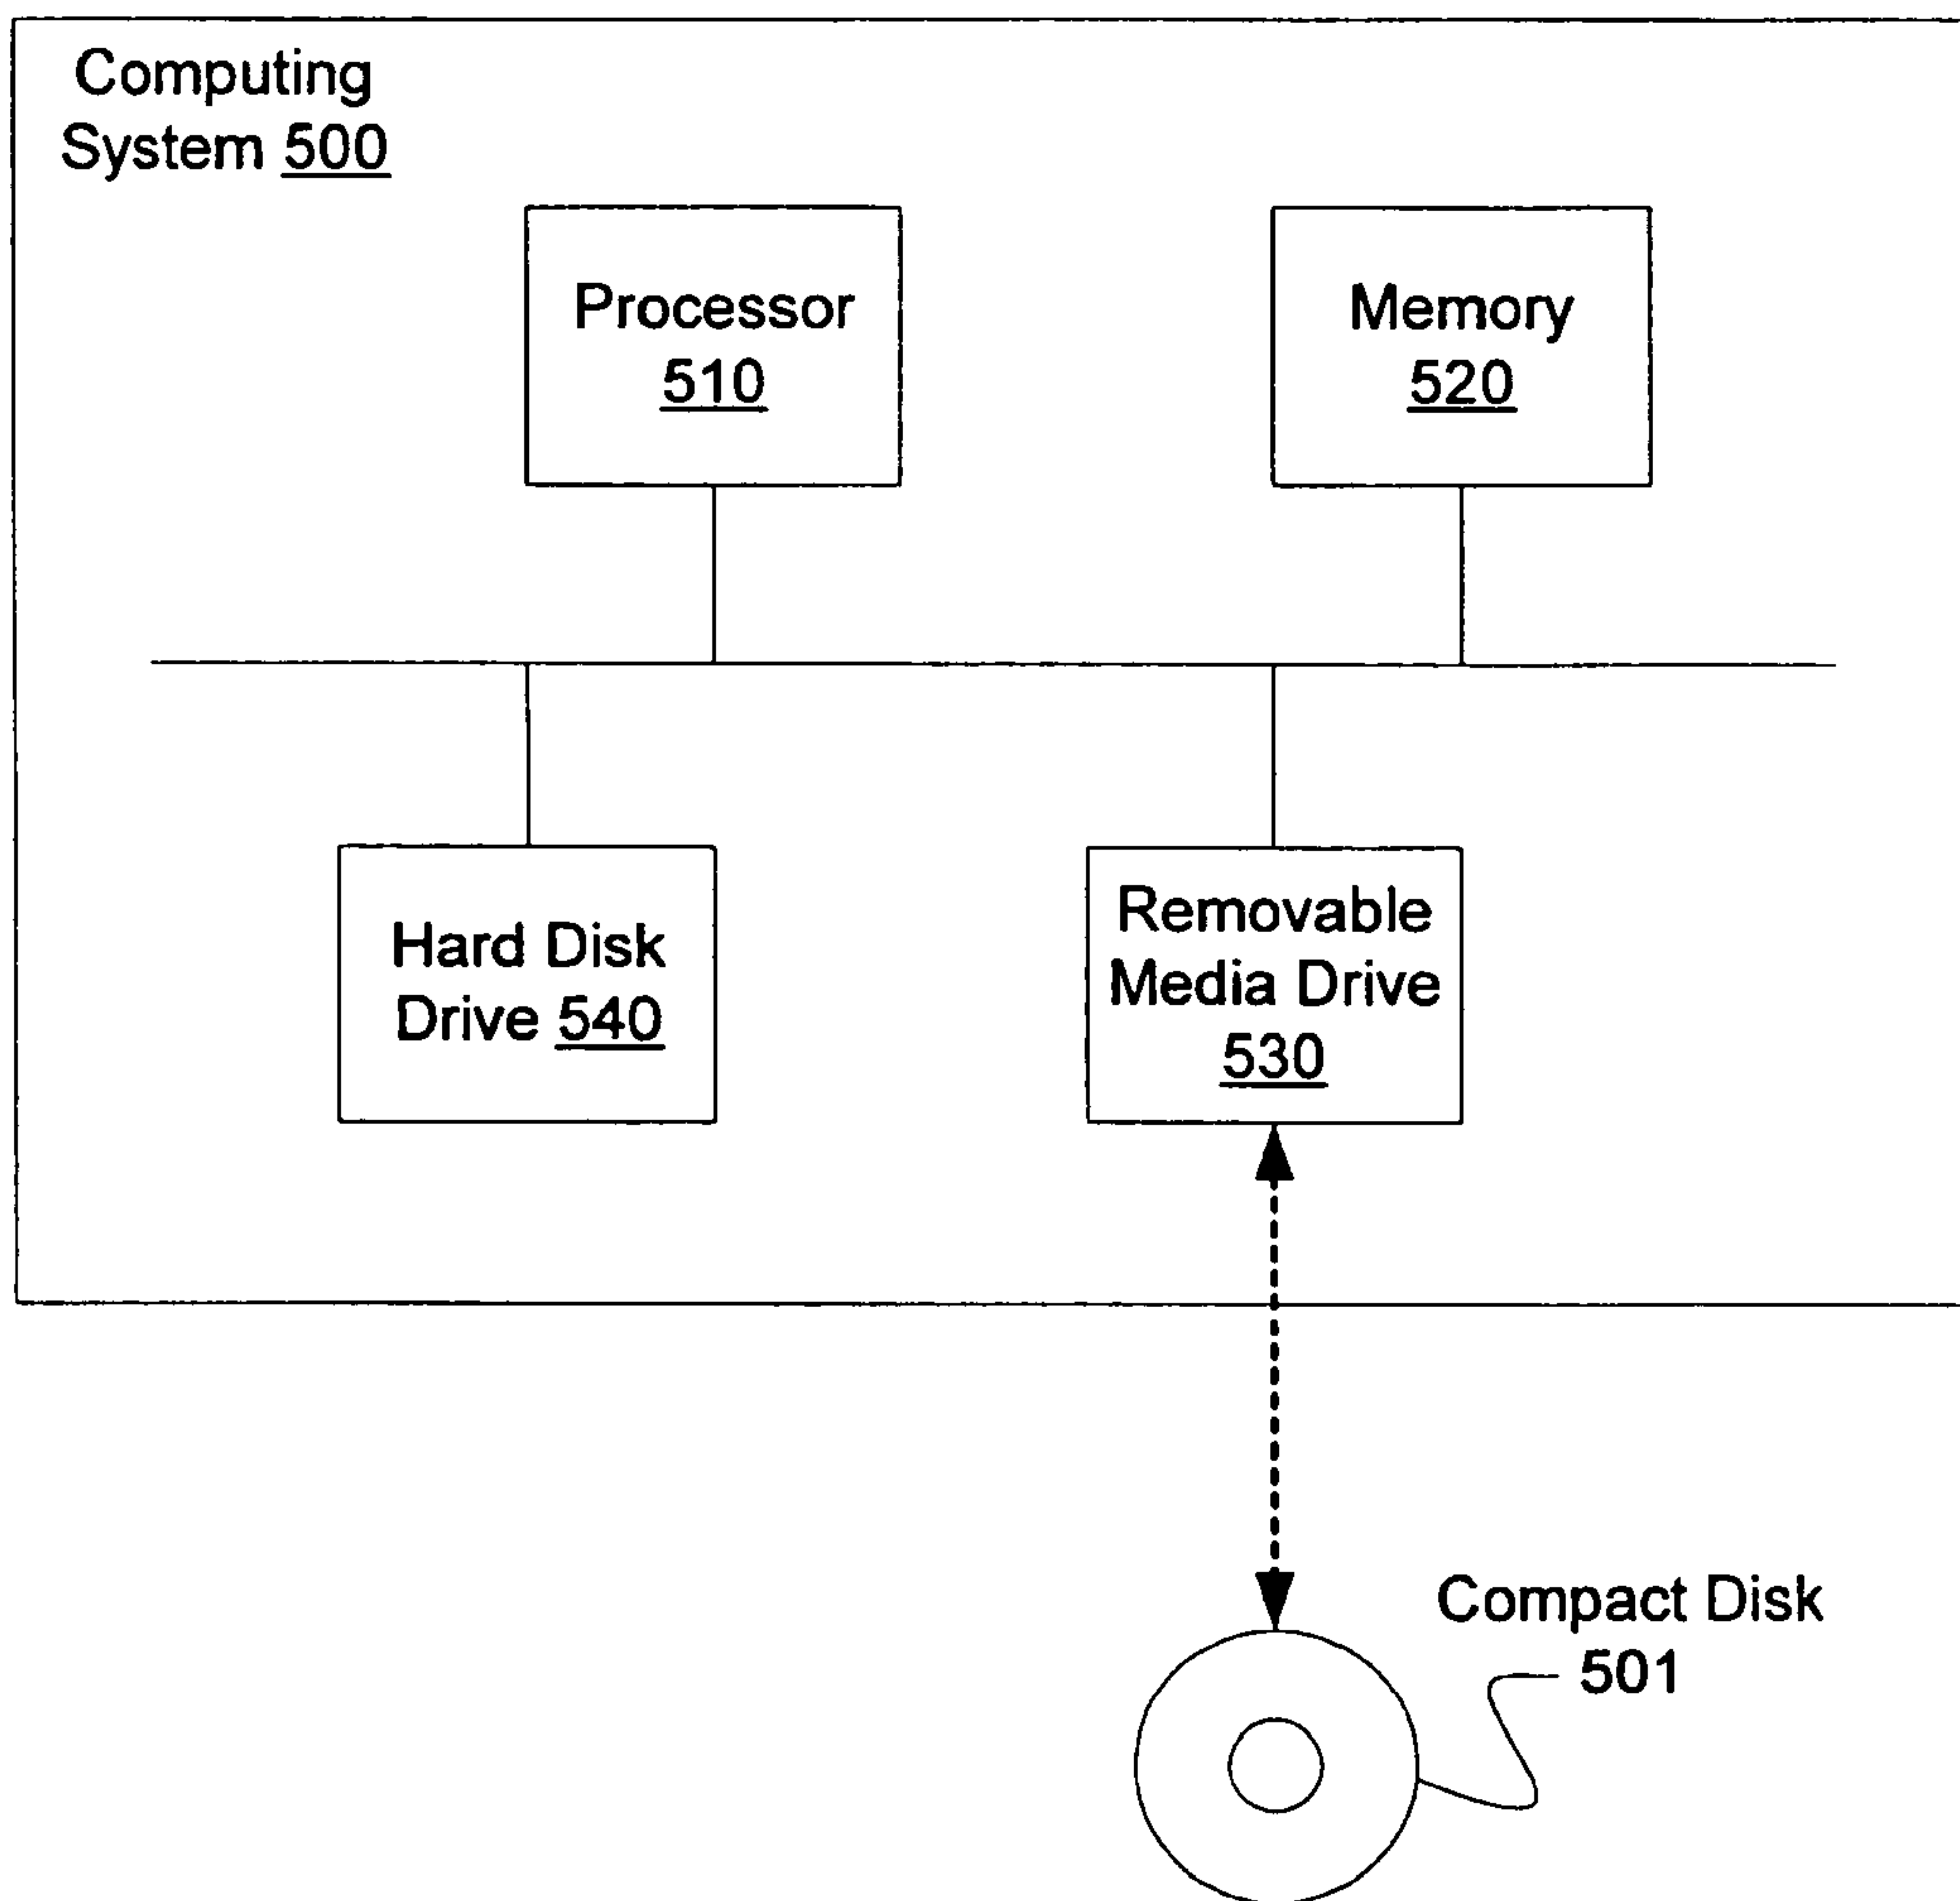 Computing
System 500
Processor
510
Memory
520
Hard Disk
Drive 540
Removable
Media Drive
530
Compact Disk
501